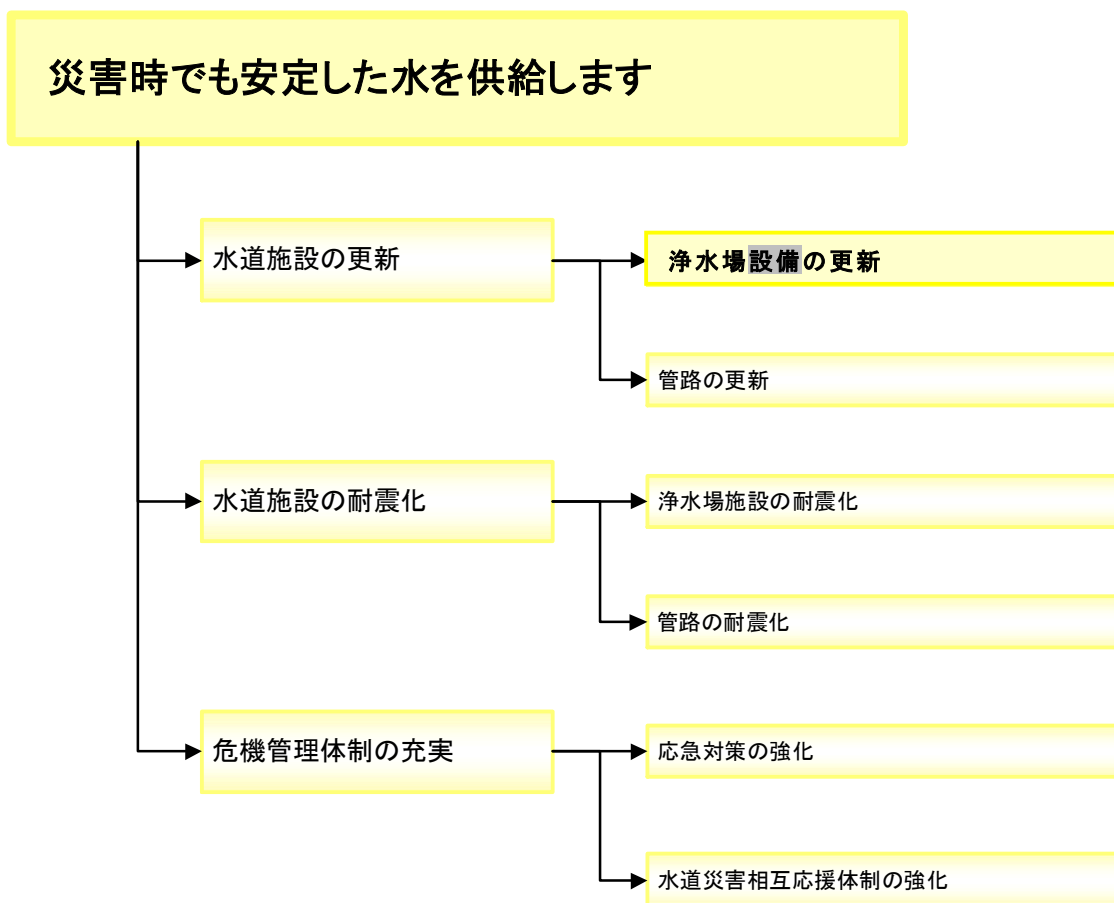 災害時でも安定した水を供給します
水道施設の更新
浄水場設備の更新
管路の更新
水道施設の耐震化
浄水場施設の耐震化
管路の耐震化
危機管理体制の充実
応急対策の強化
水道災害相互応援体制の強化